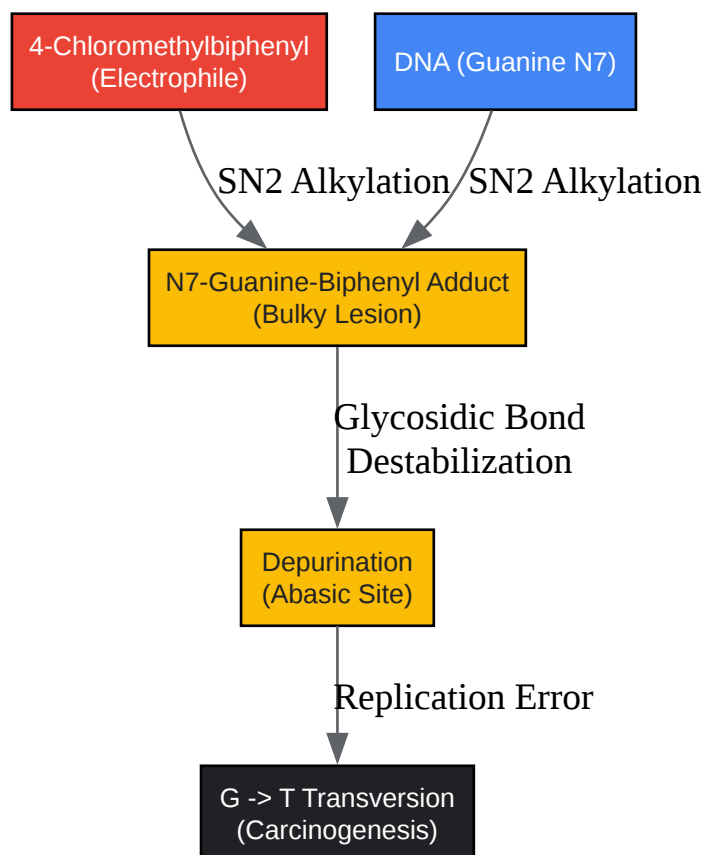 4-Chloromethylbiphenyl
(Electrophile)
DNA (Guanine N7)
SN2 Alkylation
SN2 Alkylation
N7-Guanine-Biphenyl Adduct
(Bulky Lesion)
Glycosidic Bond
Destabilization
Depurination
(Abasic Site)
Replication Error
G -> T Transversion
(Carcinogenesis)